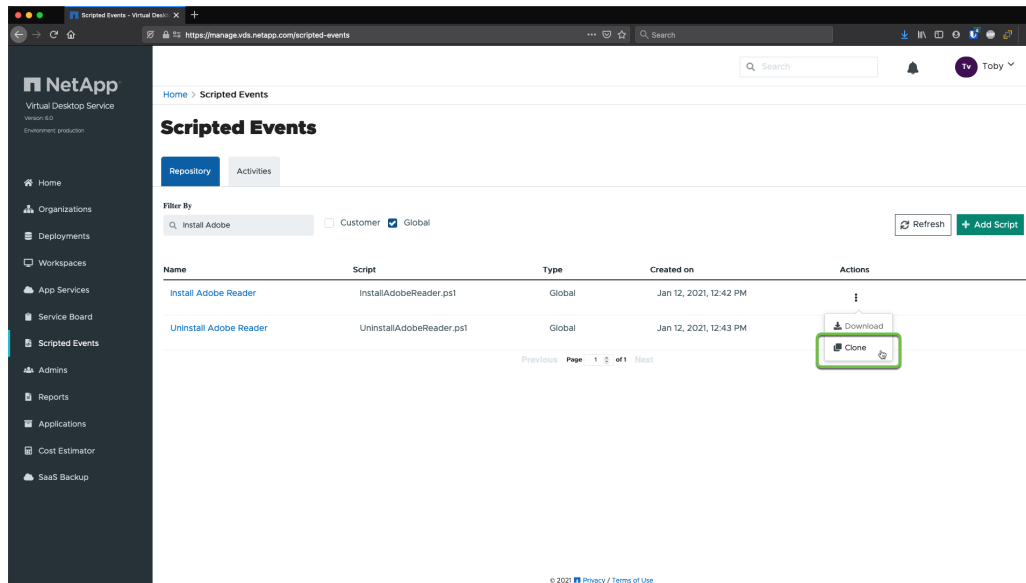 Scripted Events - Virtual Deskt
https://manage.vds.netapp.com/scripted-events
Search
NetApp
Virtual Desktop Service
Version: 6.0
Environment: production
Search
Tv Toby
Home > Scripted Events
Scripted Events
Repository Activities
Filter By
Install Adobe
Customer Global
Refresh
+ Add Script
Home
Organizations
Deployments
Workspaces
App Services
Service Board
Scripted Events
Admins
Reports
Applications
Cost Estimator
SaaS Backup
Name Script Type Created on Actions
Install Adobe Reader InstallAdobeReader.ps1 Global Jan 12, 2021, 12:42 PM
Uninstall Adobe Reader UninstallAdobeReader.ps1 Global Jan 12, 2021, 12:43 PM
Download
Clone
Previous Page 1 of 1 Next
© 2021 Privacy / Terms of Use